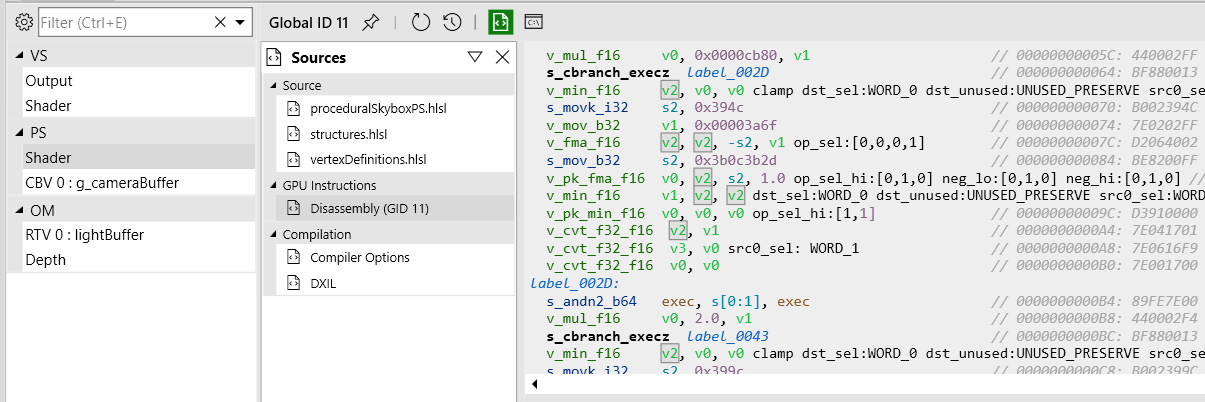 Filter (Ctrl+E)
VS
Output
Shader
PS
Shader
CBV 0 : g_cameraBuffer
OM
RTV 0 : lightBuffer
Depth
Global ID 11
Sources
Source
proceduralSkyboxPS.hlsl
structures.hlsl
vertexDefinitions.hlsl
GPU Instructions
Disassembly (GID 11)
Compilation
Compiler Options
DXIL
v_mul_f16 v0, 0x0000cb80, v1 // 00000000005C: 440002FF
s_cbranch_execz label_002D // 000000000064: BF880013
v_min_f16 v2, v0, v0 clamp dst_sel:WORD_0 dst_unused:UNUSED_PRESERVE src0_se
s_movk_i32 s2, 0x394c // 000000000070: B002394C
v_mov_b32 v1, 0x00003a6f // 000000000074: 7E0202FF
v_fma_f16 v2, v2, -s2, v1 op_sel:[0,0,0,1] // 00000000007C: D2064002
s_mov_b32 s2, 0x3b0c3b2d // 000000000084: BE8200FF
v_pk_fma_f16 v0, v2, s2, 1.0 op_sel_hi:[0,1,0] neg_lo:[0,1,0] neg_hi:[0,1,0] //
v_min_f16 v1, v2, v2 dst_sel:WORD_0 dst_unused:UNUSED_PRESERVE src0_sel:WOR
v_pk_min_f16 v0, v0, v0 op_sel_hi:[1,1] // 00000000009C: D3910000
v_cvt_f32_f16 v2, v1 // 0000000000A4: 7E041701
v_cvt_f32_f16 v3, v0 src0_sel: WORD_1 // 0000000000A8: 7E0616F9
v_cvt_f32_f16 v0, v0 // 0000000000B0: 7E001700
label_002D:
s_andn2_b64 exec, s[0:1], exec // 0000000000B4: 89FE7E00
v_mul_f16 v0, 2.0, v1 // 0000000000B8: 440002F4
s_cbranch_execz label_0043 // 0000000000BC: BF880013
v_min_f16 v2, v0, v0 clamp dst_sel:WORD_0 dst_unused:UNUSED_PRESERVE src0_se
s_movk_i32 s2, 0x399c // 0000000000C8: B002399C